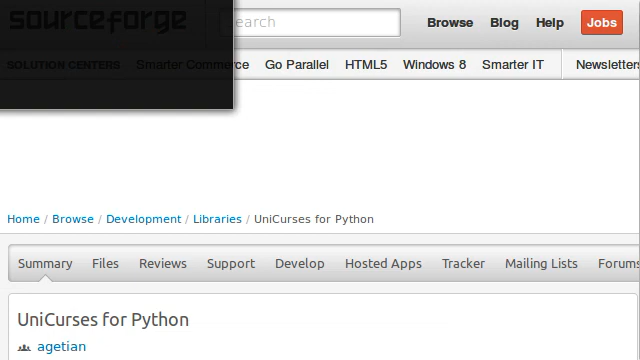 sourceforge
Search
Browse Blog Help Jobs
SOLUTION CENTERS Smarter Commerce Go Parallel HTML5 Windows 8 Smarter IT Newsletters
Home / Browse / Development / Libraries / UniCurses for Python
Summary Files Reviews Support Develop Hosted Apps Tracker Mailing Lists Forums
UniCurses for Python
agetian